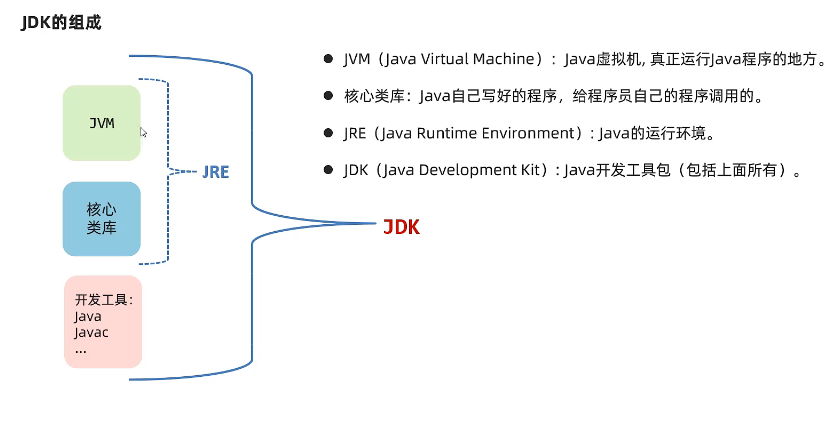 JDK的组成
JVM（Java Virtual Machine）: Java虚拟机, 真正运行Java程序的地方。
核心类库：Java自己写好的程序，给程序员自己的程序调用的。
JRE（Java Runtime Environment）: Java的运行环境。
JDK（Java Development Kit）: Java开发工具包（包括上面所有）。
JVM
JRE
核心
类库
JDK
开发工具：
Java
Javac
...